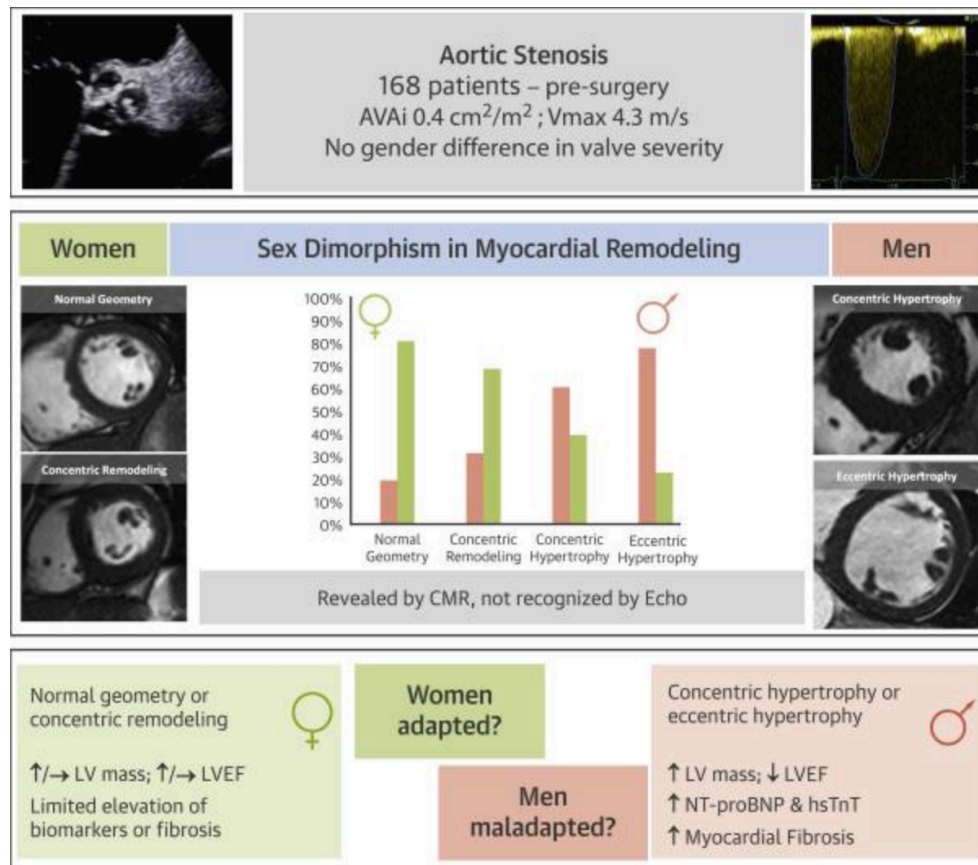 Aortic Stenosis
168 patients – pre-surgery
AVAi 0.4 cm²/m² ; Vmax 4.3 m/s
No gender difference in valve severity
Women
Sex Dimorphism in Myocardial Remodeling
Men
Normal Geometry
Concentric Remodeling
100%
90%
80%
70%
60%
50%
40%
30%
20%
10%
0%
Normal
Geometry
Concentric
Remodeling
Concentric
Hypertrophy
Eccentric
Hypertrophy
Concentric Hypertrophy
Eccentric Hypertrophy
Revealed by CMR, not recognized by Echo
Normal geometry or
concentric remodeling
↑/→ LV mass; ↑/→ LVEF
Limited elevation of
biomarkers or fibrosis
Women
adapted?
Men
maladapted?
Concentric hypertrophy or
eccentric hypertrophy
↑ LV mass; ↓ LVEF
↑ NT-proBNP & hsTnT
↑ Myocardial Fibrosis